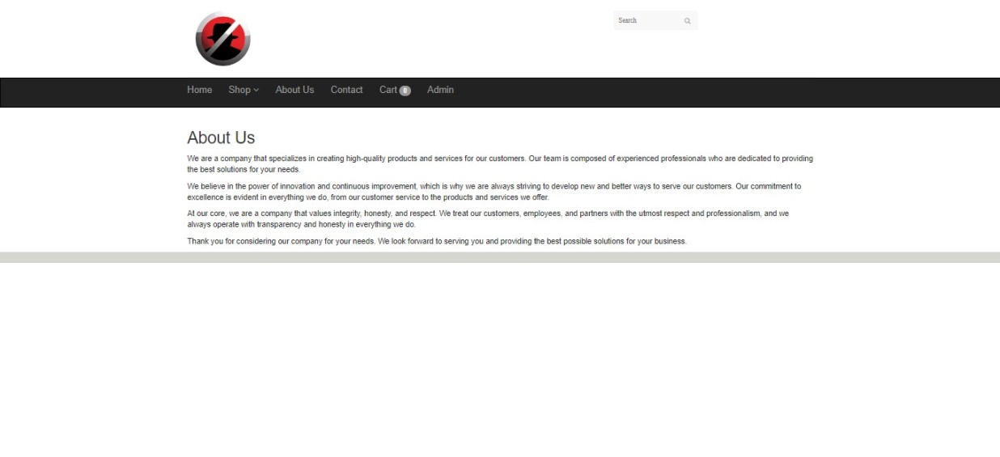 Search
Home Shop About Us Contact Cart 0 Admin
About Us
We are a company that specializes in creating high-quality products and services for our customers. Our team is composed of experienced professionals who are dedicated to providing
the best solutions for your needs.
We believe in the power of innovation and continuous improvement, which is why we are always striving to develop new and better ways to serve our customers. Our commitment to
excellence is evident in everything we do, from our customer service to the products and services we offer.
At our core, we are a company that values integrity, honesty, and respect. We treat our customers, employees, and partners with the utmost respect and professionalism, and we
always operate with transparency and honesty in everything we do.
Thank you for considering our company for your needs. We look forward to serving you and providing the best possible solutions for your business.